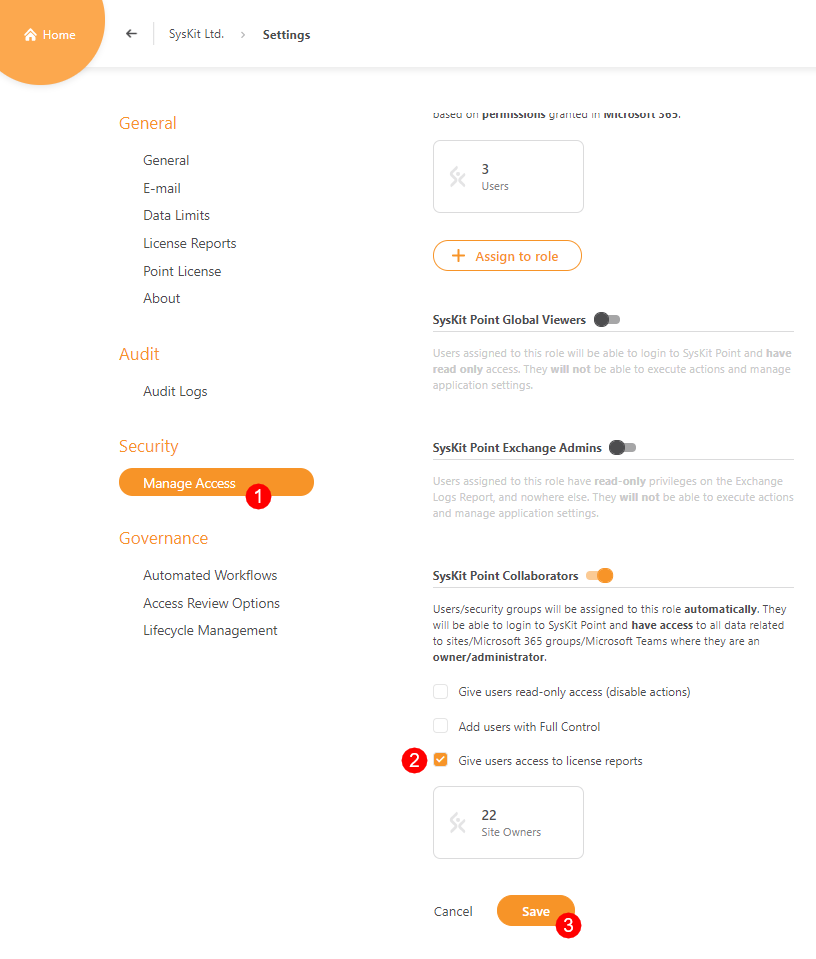 Home
SysKit Ltd. > Settings
General
General
E-mail
Data Limits
License Reports
Point License
About
Audit
Audit Logs
Security
Manage Access
1
Governance
Automated Workflows
Access Review Options
Lifecycle Management
based on permissions granted in Microsoft 365.
3
Users
+ Assign to role
SysKit Point Global Viewers
Users assigned to this role will be able to login to SysKit Point and have
read only access. They will not be able to execute actions and manage
application settings.
SysKit Point Exchange Admins
Users assigned to this role have read-only privileges on the Exchange
Logs Report, and nowhere else. They will not be able to execute actions
and manage application settings.
SysKit Point Collaborators
Users/security groups will be assigned to this role automatically. They
will be able to login to SysKit Point and have access to all data related
to sites/Microsoft 365 groups/Microsoft Teams where they are an
owner/administrator.
Give users read-only access (disable actions)
Add users with Full Control
2
Give users access to license reports
22
Site Owners
Cancel
Save
3